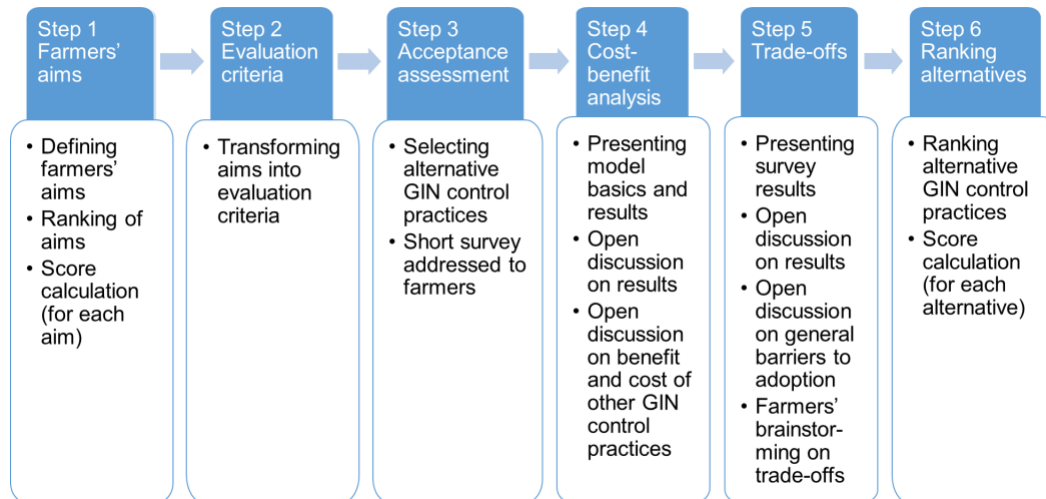 Step 1
Farmers'
aims
• Defining
farmers'
aims
• Ranking of
aims
• Score
calculation
(for each
aim)
Step 2
Evaluation
criteria
• Transforming
aims into
evaluation
criteria
Step 3
Acceptance
assessment
• Selecting
alternative
GIN control
practices
• Short survey
addressed to
farmers
Step 4
Cost-
benefit
analysis
• Presenting
model
basics and
results
• Open
discussion
on results
• Open
discussion
on benefit
and cost of
other GIN
control
practices
Step 5
Trade-offs
• Presenting
survey
results
• Open
discussion
on results
• Open
discussion
on general
barriers to
adoption
• Farmers'
brainstor-
ming on
trade-offs
Step 6
Ranking
alternatives
• Ranking
alternative
GIN control
practices
• Score
calculation
(for each
alternative)